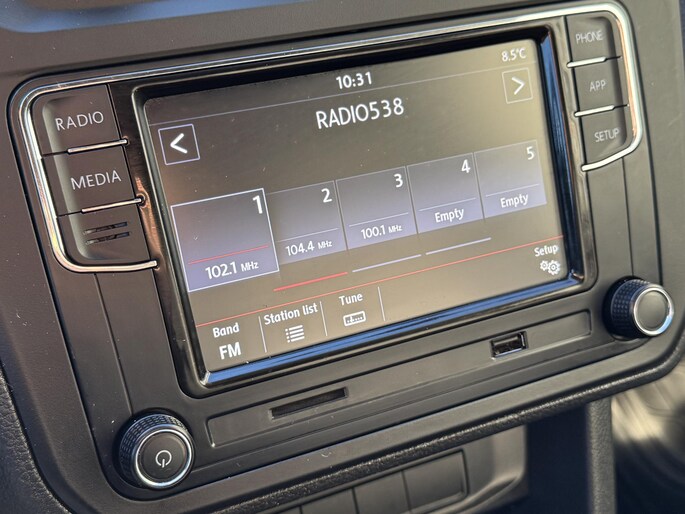 8.5°C
10:31
PHONE
RADIO538
RADIO
APP
MEDIA
SETUP
1
2
3
4
5
102.1 MHz
104.4 MHz
100.1 MHz
Empty
Empty
Setup
Band
FM
Station list
Tune